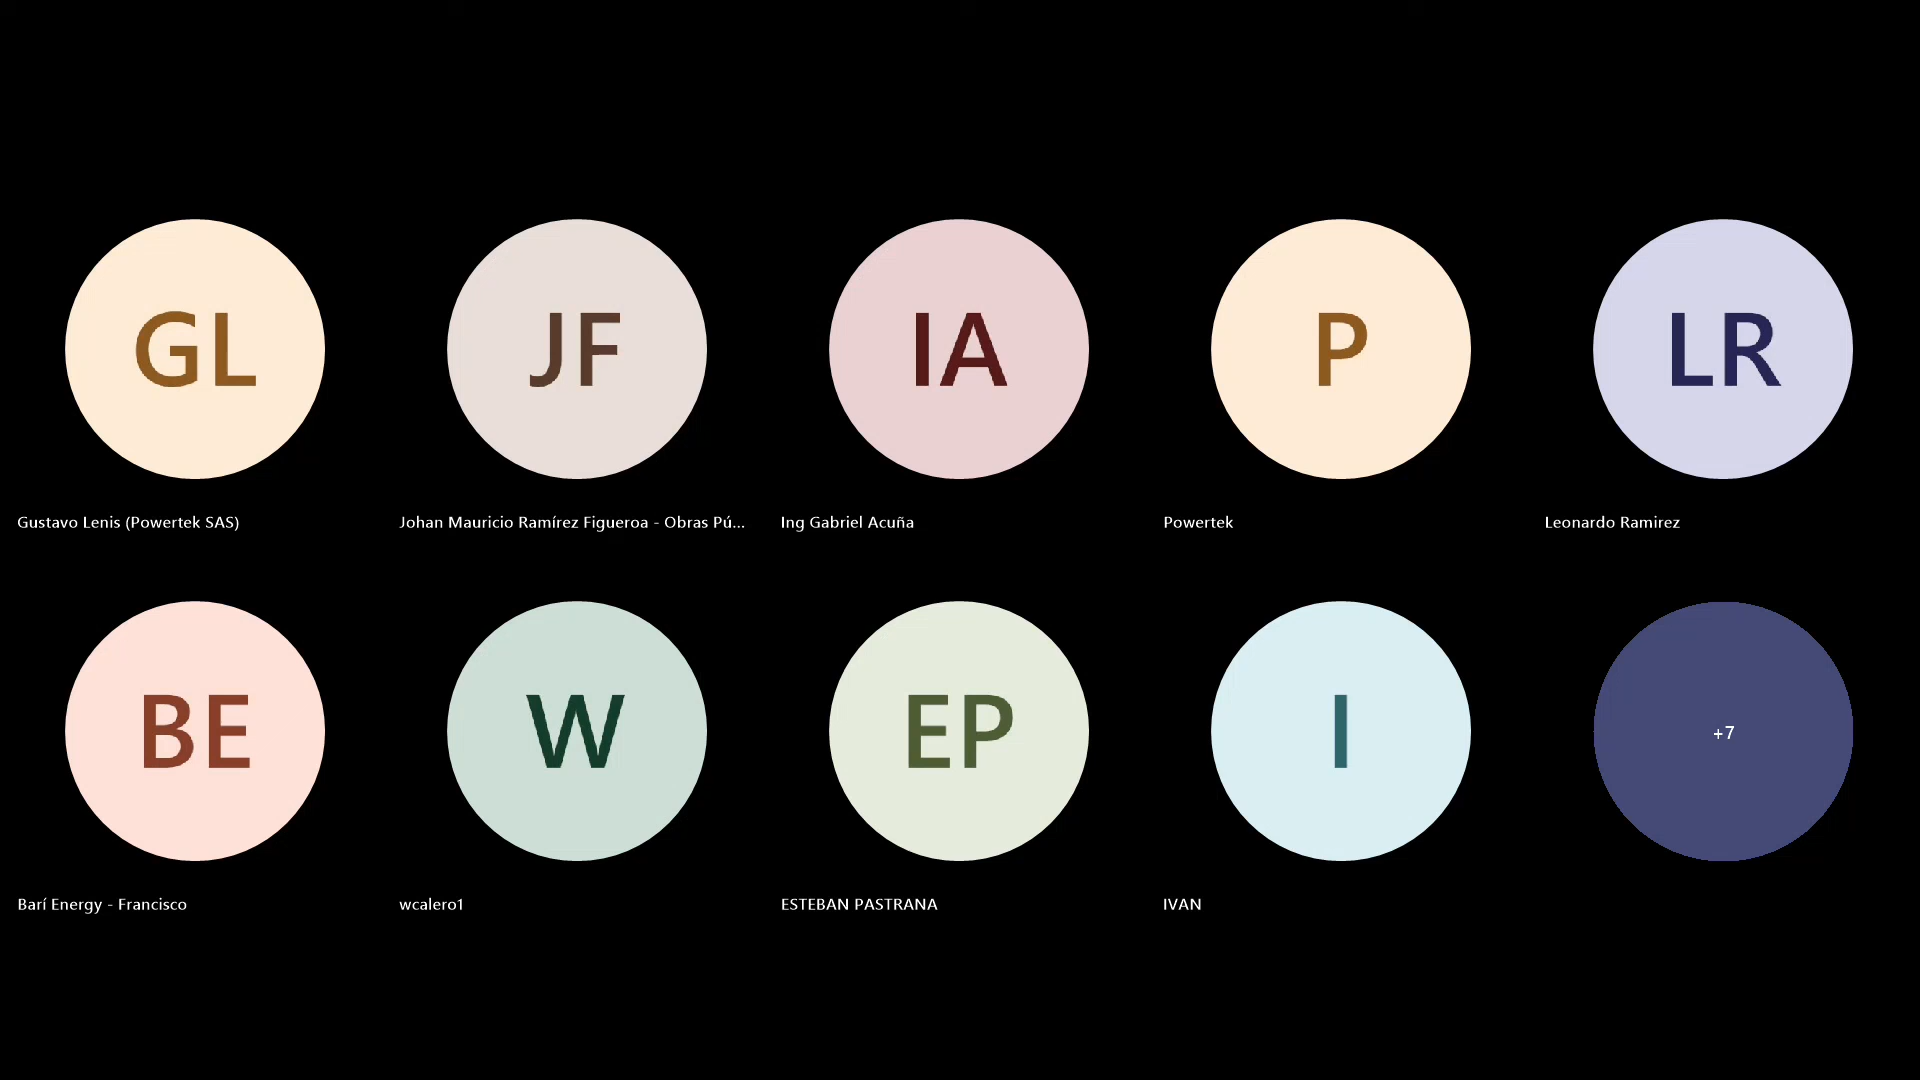 GL
JF
IA
P
LR
Gustavo Lenis (Powertek SAS)
Johan Mauricio Ramírez Figueroa - Obras Pú...
Ing Gabriel Acuña
Powertek
Leonardo Ramirez
BE
W
EP
I
+7
Barí Energy - Francisco
wcalero1
ESTEBAN PASTRANA
IVAN